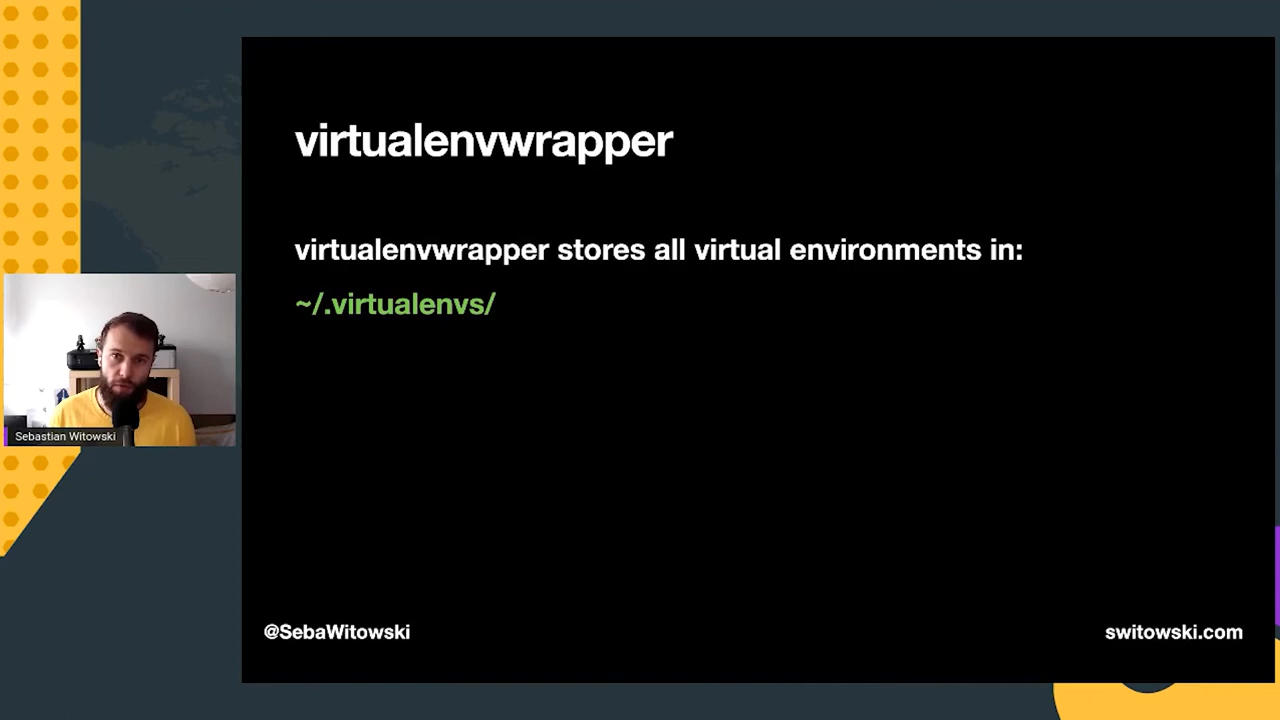 virtualenvwrapper
virtualenvwrapper stores all virtual environments in:
~/.virtualenvs/
Sebastian Witowski
@SebaWitowski
switowski.com